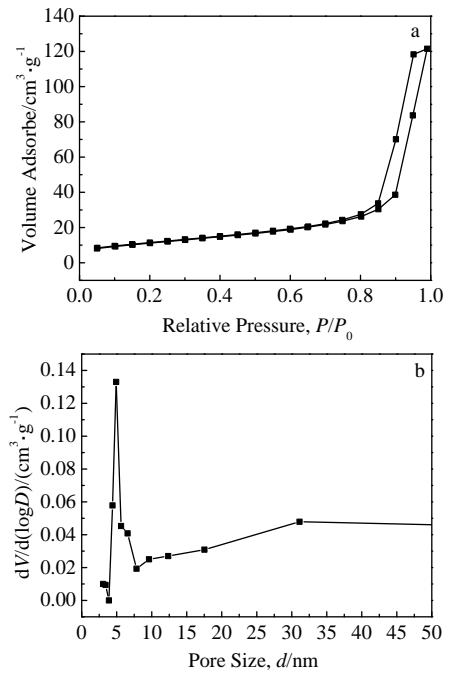 a
Volume Adsorbe/cm³·g⁻¹
140
120
100
80
60
40
20
0
0.0 0.2 0.4 0.6 0.8 1.0
Relative Pressure, P/P₀
b
dV/d(logD)/(cm³·g⁻¹)
0.14
0.12
0.10
0.08
0.06
0.04
0.02
0.00
0 5 10 15 20 25 30 35 40 45 50
Pore Size, d/nm